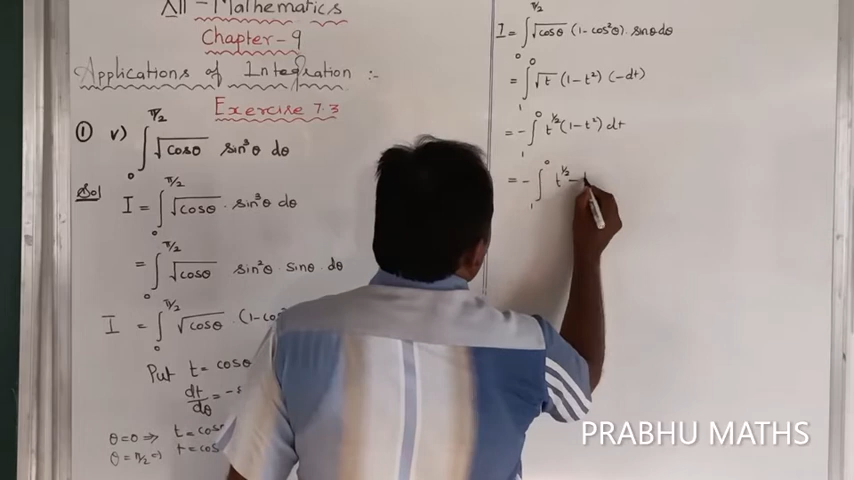 XII - Mathematics
Chapter - 9
Applications of Integration :-
Exercise 7.3
① v) ∫₀^(π/2) √cosθ sin³θ dθ
Sol
I = ∫₀^(π/2) √cosθ · sin³θ dθ
= ∫₀^(π/2) √cosθ sin²θ · sinθ · dθ
I = ∫₀^(π/2) √cosθ · (1-cos²
Put t = cosθ
dt/dθ = -s
θ=0 ⇒ t = cos
θ=π/2 ⇒ t = cos
I = ∫₀^(π/2) √cosθ (1-cos²θ) · sinθ dθ
= ∫₁⁰ √t (1-t²) (-dt)
= - ∫₁⁰ t^(1/2) (1-t²) dt
= - ∫₁⁰ t^(1/2) -
PRABHU MATHS